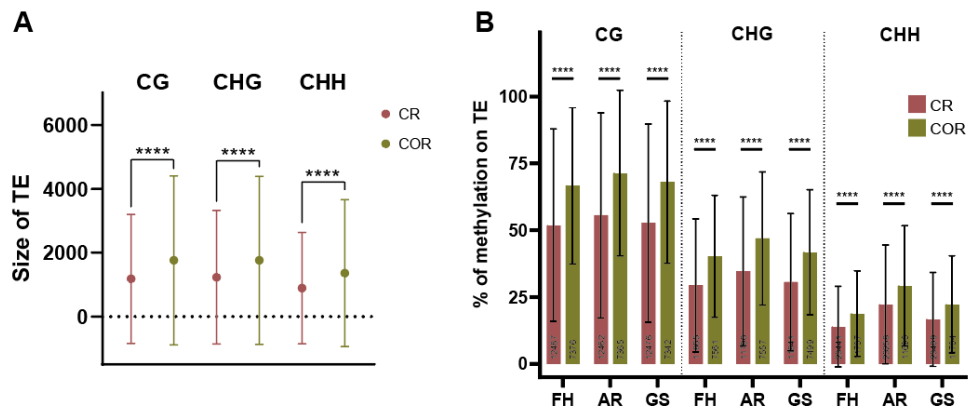 A
CG CHG CHH
Size of TE
6000
4000
2000
0
**** **** ****
CR
COR
B
CG CHG CHH
% of methylation on TE
100
75
50
25
0
**** **** ****
**** **** ****
**** **** ****
CR
COR
7342
FH AR GS FH AR GS FH AR GS